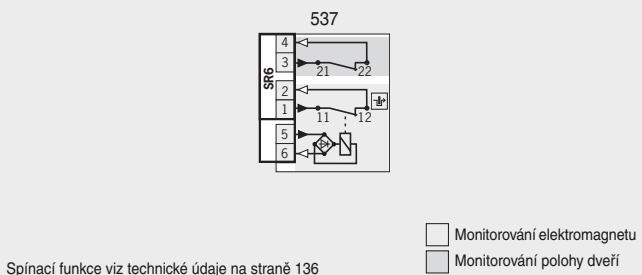 537
4
3
21 22
SR6
2
1
11 12
5
6
Monitorování elektromagnetu
Monitorování polohy dveří
Spínací funkce viz technické údaje na straně 136